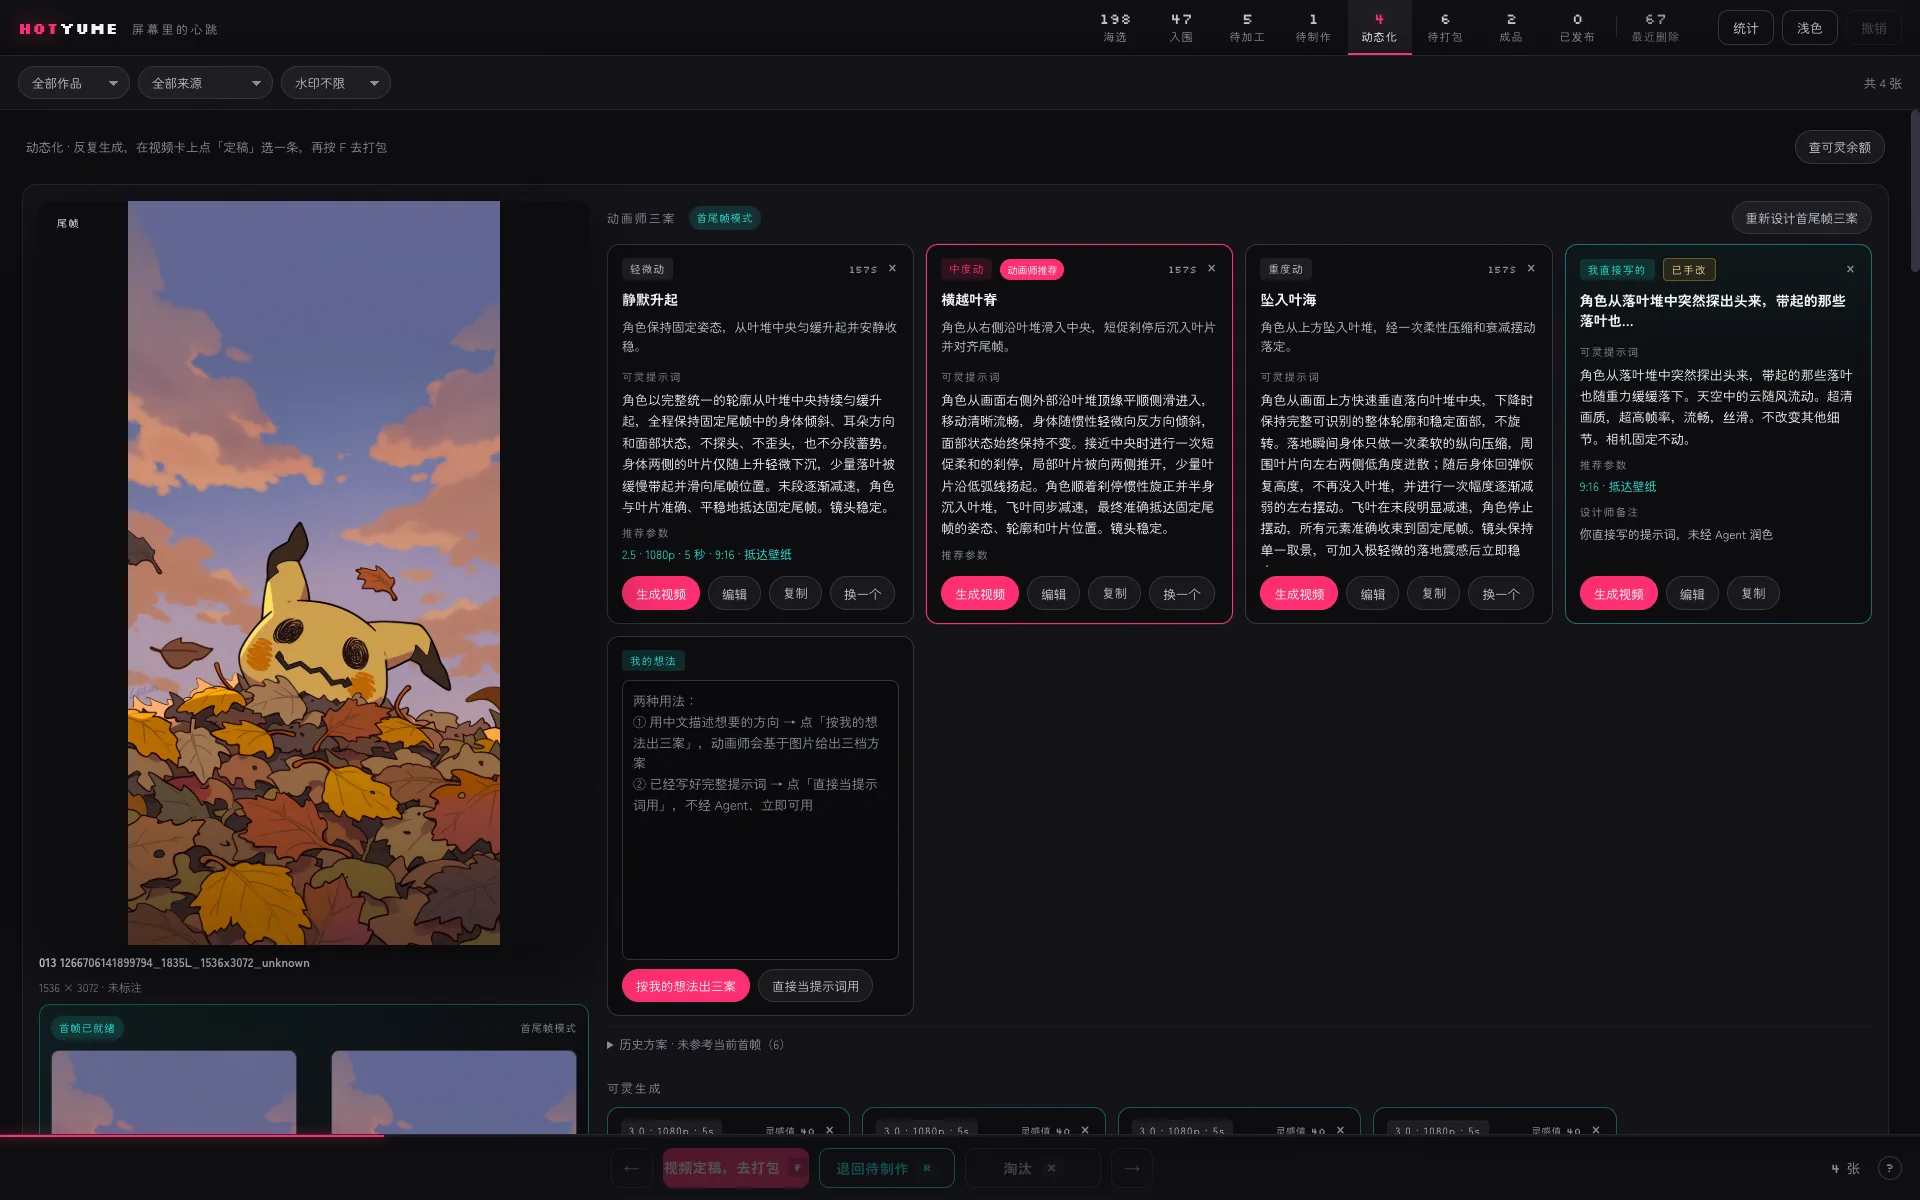 HOTYUME 屏幕里的心跳
198 海选
47 入围
5 待加工
1 待制作
4 动态化
6 待打包
2 成品
0 已发布
67 最近删除
统计
浅色
撤销
全部作品
全部来源
水印不限
共 4 张
动态化 · 反复生成，在视频卡上点「定稿」选一条，再按 F 去打包
查可灵余额
尾帧
013 1266706141899794_1835L_1536x3072_unknown
1536 × 3072 · 未标注
首帧已就绪
首尾帧模式
动画师三案
首尾帧模式
重新设计首尾帧三案
轻微动
157s ×
静默升起
角色保持固定姿态，从叶堆中央匀缓升起并安静收
稳。
可灵提示词
角色以完整统一的轮廓从叶堆中央持续匀缓升
起，全程保持固定尾帧中的身体倾斜、耳朵方向
和面部状态，不探头、不歪头，也不分段蓄势。
身体两侧的叶片仅随上升轻微下沉，少量落叶被
缓慢带起并滑向尾帧位置。末段逐渐减速，角色
与叶片准确、平稳地抵达固定尾帧。镜头稳定。
推荐参数
2.5 · 1080p · 5 秒 · 9:16 · 抵达壁纸
生成视频
编辑
复制
换一个
中度动
动画师推荐
157s ×
横越叶脊
角色从右侧沿叶堆滑入中央，短促刹停后沉入叶片
并对齐尾帧。
可灵提示词
角色从画面右侧外部沿叶堆顶缘平顺侧滑进入，
移动清晰流畅，身体随惯性轻微向反方向倾斜，
面部状态始终保持不变。接近中央时进行一次短
促柔和的刹停，局部叶片被向两侧推开，少量叶
片沿低弧线扬起。角色顺着刹停惯性旋正并半身
沉入叶堆，飞叶同步减速，最终准确抵达固定尾
帧的姿态、轮廓和叶片位置。镜头稳定。
推荐参数
生成视频
编辑
复制
换一个
重度动
157s ×
坠入叶海
角色从上方坠入叶堆，经一次柔性压缩和衰减摆动
落定。
可灵提示词
角色从画面上方快速垂直落向叶堆中央，下降时
保持完整可识别的整体轮廓和稳定面部，不旋
转。落地瞬间身体只做一次柔软的纵向压缩，周
围叶片向左右两侧低角度迸散；随后身体回弹恢
复高度，不再没入叶堆，并进行一次幅度逐渐减
弱的左右摆动。飞叶在末段明显减速，角色停止
摆动，所有元素准确收束到固定尾帧。镜头保持
单一取景，可加入极轻微的落地震感后立即稳
生成视频
编辑
复制
换一个
我直接写的
已手改
×
角色从落叶堆中突然探出头来，带起的那些
落叶也...
可灵提示词
角色从落叶堆中突然探出头来，带起的那些落叶
也随重力缓缓落下。天空中的云随风流动。超清
画质，超高帧率，流畅，丝滑。不改变其他细
节。相机固定不动。
推荐参数
9:16 · 抵达壁纸
设计师备注
你直接写的提示词，未经 Agent 润色
生成视频
编辑
复制
我的想法
两种用法：
① 用中文描述想要的方向 → 点「按我的想
法出三案」，动画师会基于图片给出三档方
案
② 已经写好完整提示词 → 点「直接当提示
词用」，不经 Agent、立即可用
按我的想法出三案
直接当提示词用
▶ 历史方案 · 未参考当前首帧（6）
可灵生成
3.0 · 1080p · 5s 灵感值 40 ×
3.0 · 1080p · 5s 灵感值 40 ×
3.0 · 1080p · 5s 灵感值 40 ×
3.0 · 1080p · 5s 灵感值 40 ×
←
视频定稿，去打包 F
退回待制作 R
淘汰 ×
→
4 张
?